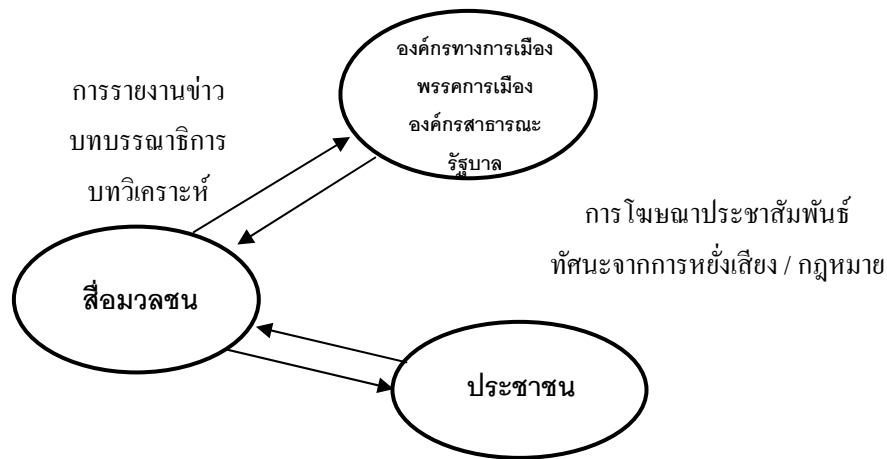 องค์กรทางการเมือง
พรรคการเมือง
องค์กรสาธารณะ
รัฐบาล
การรายงานข่าว
บทบรรณาธิการ
บทวิเคราะห์
การโฆษณาประชาสัมพันธ์
ทัศนะจากการหยั่งเสียง / กฎหมาย
สื่อมวลชน
ประชาชน